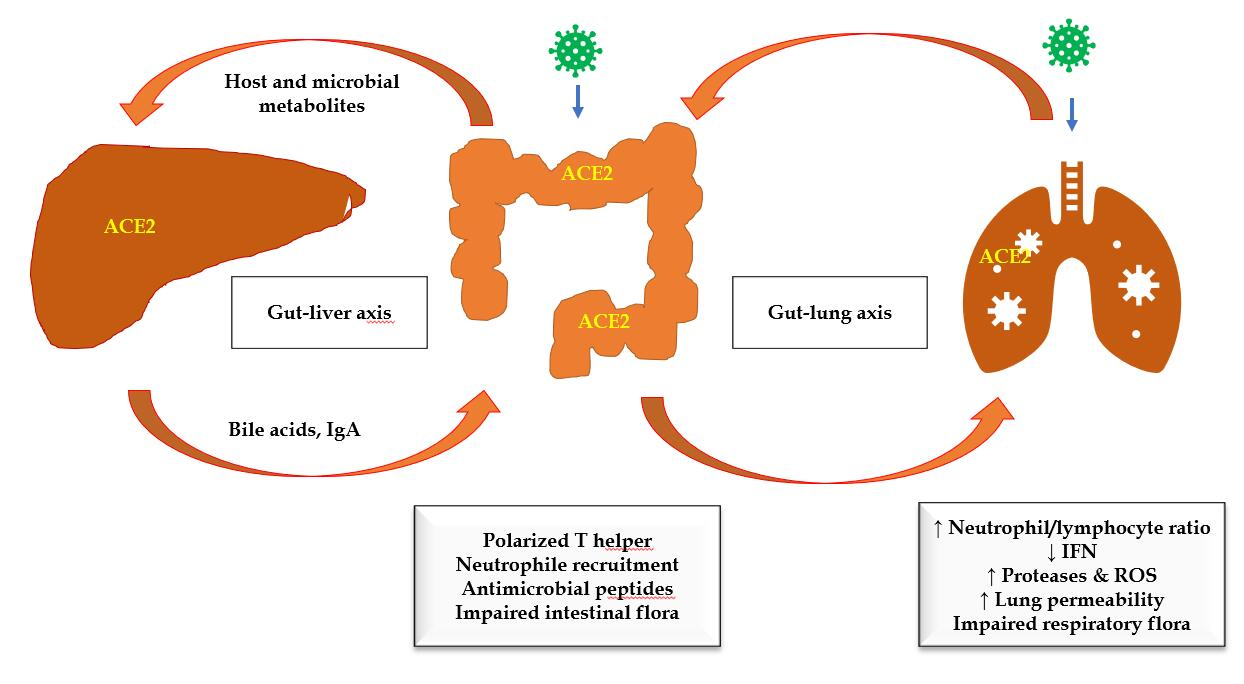 Host and microbial
metabolites
ACE2
ACE2
ACE2
ACE2
Gut-liver axis
Gut-lung axis
Bile acids, IgA
Polarized T helper
Neutrophile recruitment
Antimicrobial peptides
Impaired intestinal flora
↑ Neutrophil/lymphocyte ratio
↓ IFN
↑ Proteases & ROS
↑ Lung permeability
Impaired respiratory flora